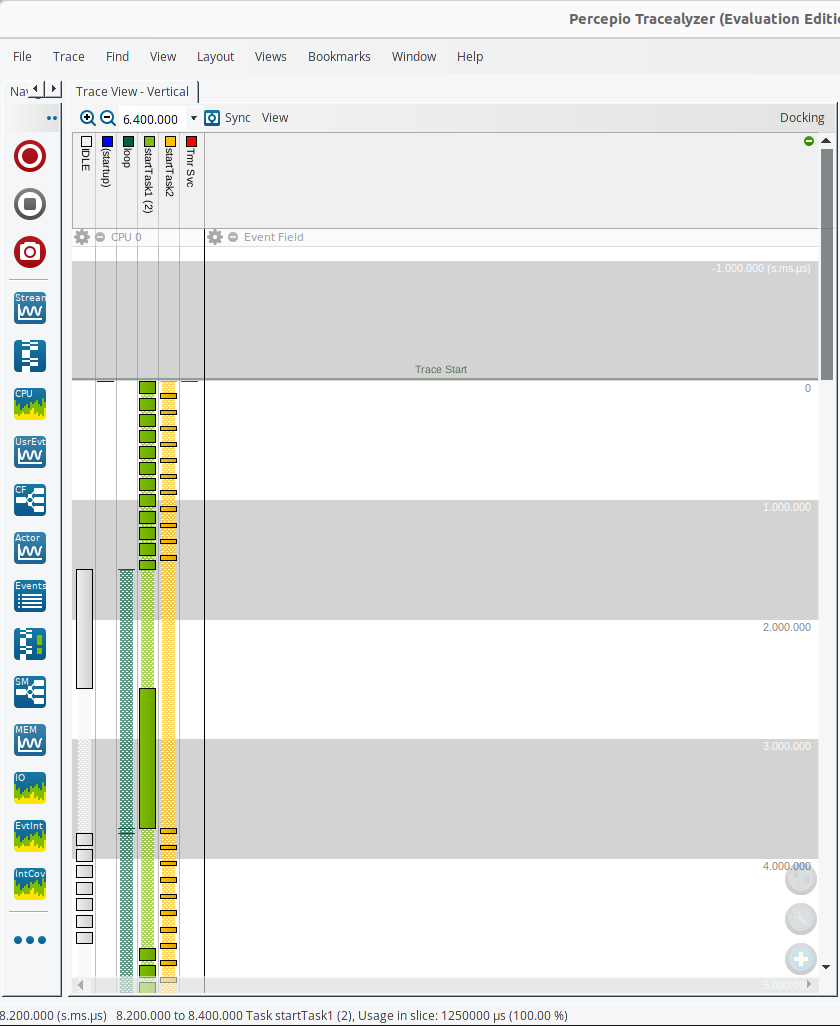 Percepio Tracealyzer (Evaluation Editi
File Trace Find View Layout Views Bookmarks Window Help
Nav
Trace View - Vertical
6.400.000 Sync View Docking
IDLE
(startup)
loop
startTask1 (2)
startTask2
Tmr Svc
CPU 0 Event Field
-1.000.000 (s.ms.µs)
Trace Start
0
Stream
CPU
UsrEvt
1.000.000
CF
Actor
Events
2.000.000
SM
MEM
3.000.000
IO
EvtInt
4.000.000
IntCov
5.000.000
8.200.000 (s.ms.µs) 8.200.000 to 8.400.000 Task startTask1 (2), Usage in slice: 1250000 µs (100.00 %)